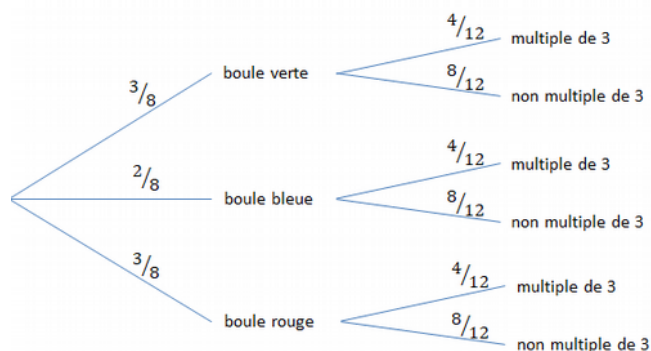 4/12
multiple de 3
boule verte
8/12
non multiple de 3
3/8
4/12
multiple de 3
2/8
boule bleue
8/12
non multiple de 3
3/8
4/12
multiple de 3
boule rouge
8/12
non multiple de 3